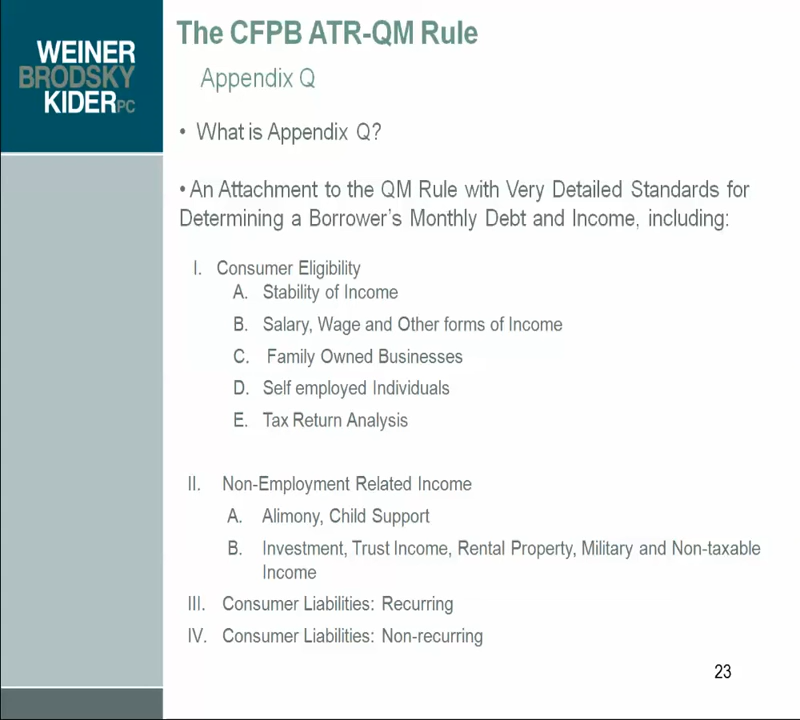 WEINER
BRODSKY
KIDER PC
The CFPB ATR-QM Rule
Appendix Q
• What is Appendix Q?
• An Attachment to the QM Rule with Very Detailed Standards for
Determining a Borrower's Monthly Debt and Income, including:
I. Consumer Eligibility
A. Stability of Income
B. Salary, Wage and Other forms of Income
C. Family Owned Businesses
D. Self employed Individuals
E. Tax Return Analysis
II. Non-Employment Related Income
A. Alimony, Child Support
B. Investment, Trust Income, Rental Property, Military and Non-taxable
Income
III. Consumer Liabilities: Recurring
IV. Consumer Liabilities: Non-recurring
23